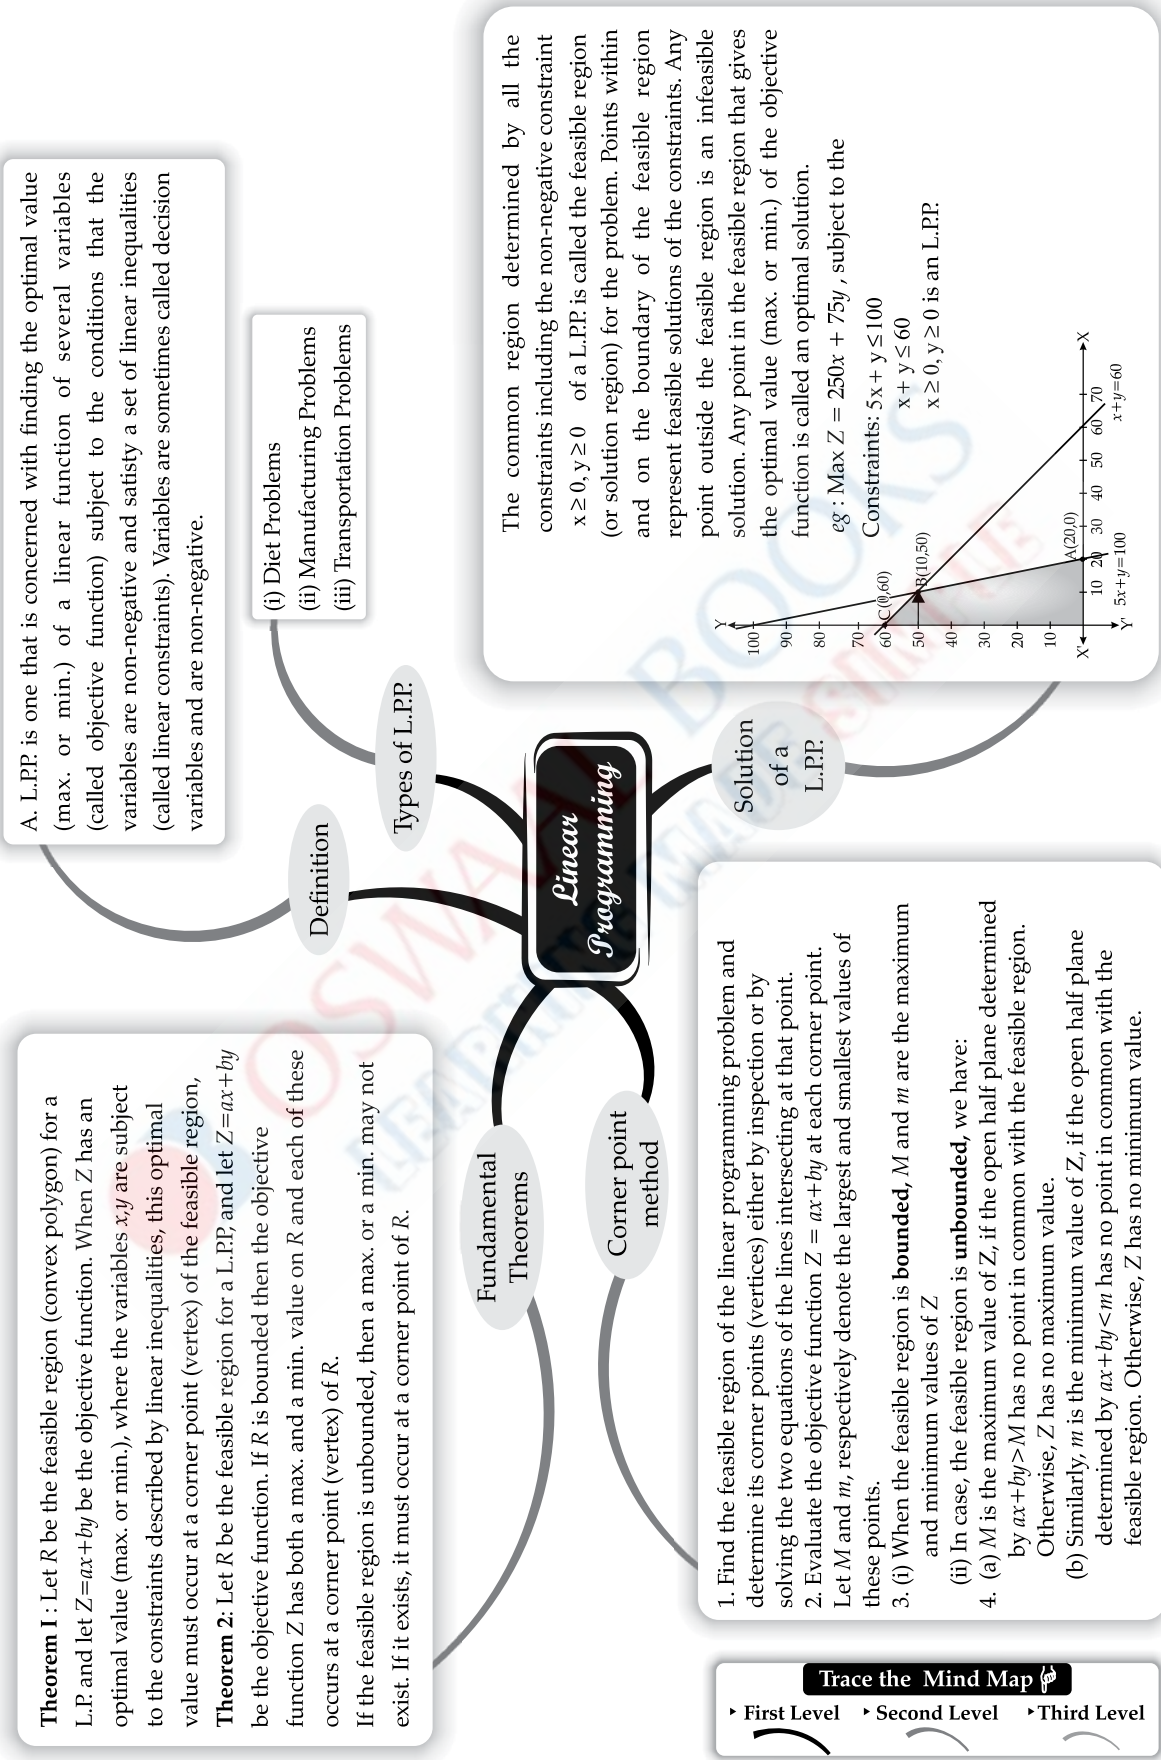 A. L.P.P. is one that is concerned with finding the optimal value
(max. or min.) of a linear function of several variables
(called objective function) subject to the conditions that the
variables are non-negative and satisty a set of linear inequalities
(called linear constraints). Variables are sometimes called decision
variables and are non-negative.
Definition
Types of L.P.P.
(i) Diet Problems
(ii) Manufacturing Problems
(iii) Transportation Problems
Theorem I : Let R be the feasible region (convex polygon) for a
L.P. and let Z=ax+by be the objective function. When Z has an
optimal value (max. or min.), where the variables x,y are subject
to the constraints described by linear inequalities, this optimal
value must occur at a corner point (vertex) of the feasible region,
Theorem 2: Let R be the feasible region for a L.P.P, and let Z=ax+by
be the objective function. If R is bounded then the objective
function Z has both a max. and a min. value on R and each of these
occurs at a corner point (vertex) of R.
If the feasible region is unbounded, then a max. or a min. may not
exist. If it exists, it must occur at a corner point of R.
Fundamental
Theorems
Linear
Programming
Corner point
method
Solution
of a
L.P.P.
1. Find the feasible region of the linear programming problem and
determine its corner points (vertices) either by inspection or by
solving the two equations of the lines intersecting at that point.
2. Evaluate the objective function Z = ax+by at each corner point.
Let M and m, respectively denote the largest and smallest values of
these points.
3. (i) When the feasible region is bounded, M and m are the maximum
and minimum values of Z
(ii) In case, the feasible region is unbounded, we have:
4. (a) M is the maximum value of Z, if the open half plane determined
by ax+by>M has no point in common with the feasible region.
Otherwise, Z has no maximum value.
(b) Similarly, m is the minimum value of Z, if the open half plane
determined by ax+by<m has no point in common with the
feasible region. Otherwise, Z has no minimum value.
The common region determined by all the
constraints including the non-negative constraint
x ≥ 0, y ≥ 0 of a L.P.P. is called the feasible region
(or solution region) for the problem. Points within
and on the boundary of the feasible region
represent feasible solutions of the constraints. Any
point outside the feasible region is an infeasible
solution. Any point in the feasible region that gives
the optimal value (max. or min.) of the objective
function is called an optimal solution.
eg : Max Z = 250x + 75y , subject to the
Constraints: 5x + y ≤ 100
x + y ≤ 60
x ≥ 0, y ≥ 0 is an L.P.P.
Y
100
90
80
70
60
50
40
30
20
10
C(0,60)
B(10,50)
A(20,0)
X'
10 20 30 40 50 60 70
X
Y'
5x+y=100
x+y=60
Trace the Mind Map
First Level
Second Level
Third Level
OSWAAL BOOKS
LEARNING MADE SIMPLE